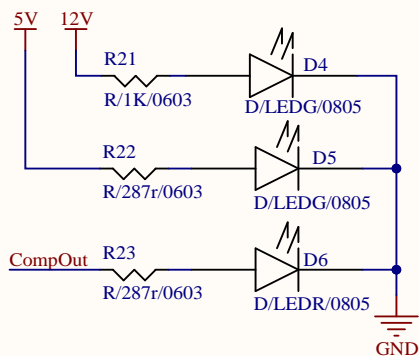 5V
12V
R21
R/1K/0603
D4
D/LEDG/0805
R22
R/287r/0603
D5
D/LEDG/0805
CompOut
R23
R/287r/0603
D6
D/LEDR/0805
GND